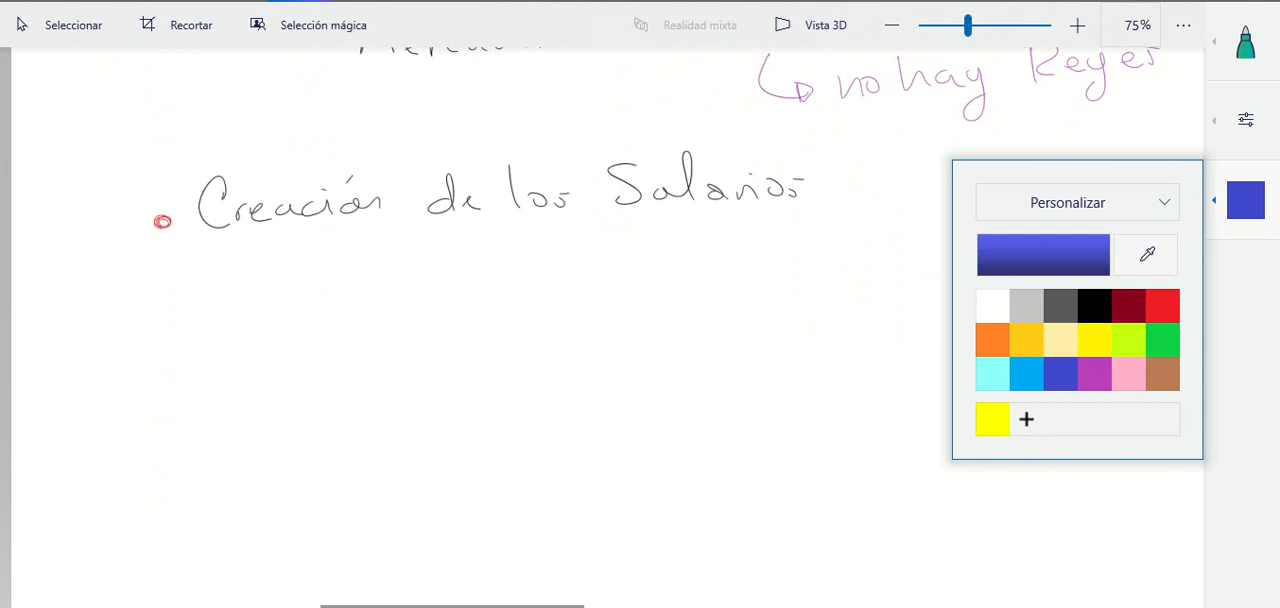 Seleccionar Recortar Selección mágica Realidad mixta Vista 3D 75%
no hay Reyes
Creación de los Salarios
Personalizar